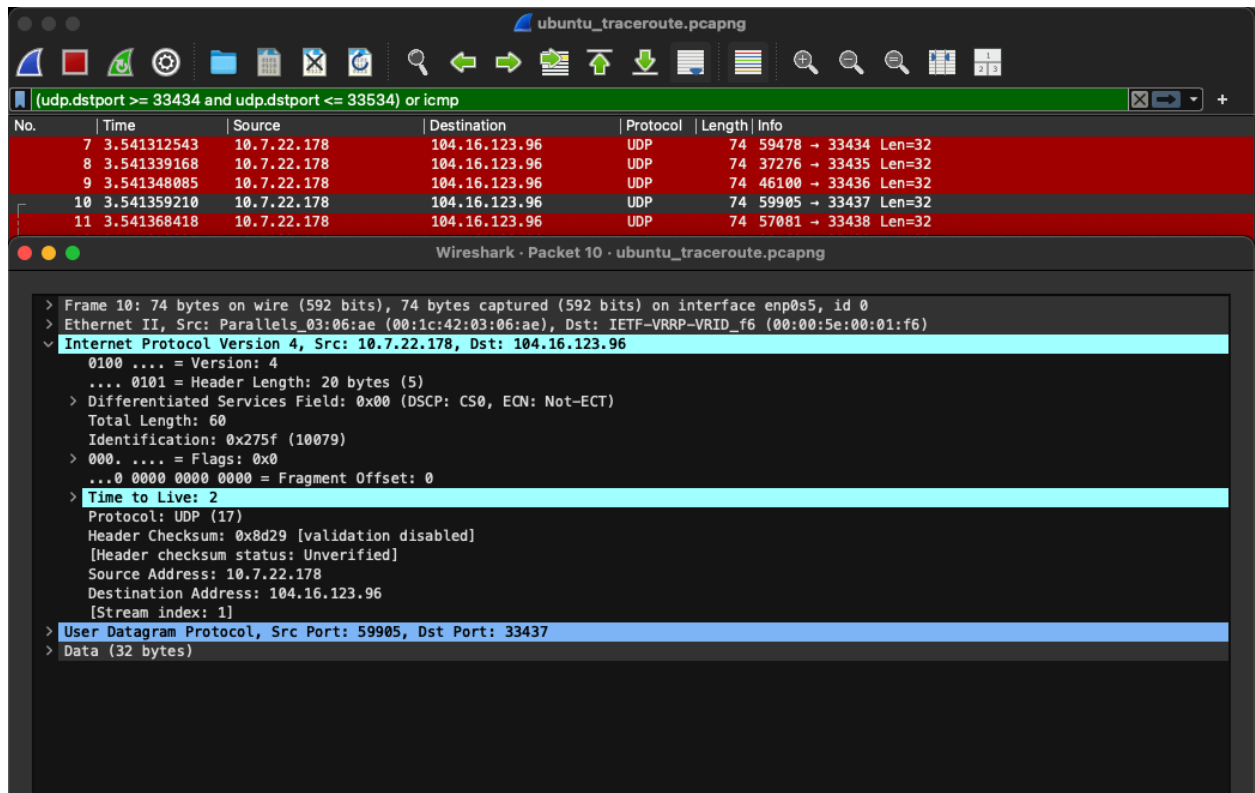 ubuntu_traceroute.pcapng
(udp.dstport >= 33434 and udp.dstport <= 33534) or icmp
No. Time Source Destination Protocol Length Info
7 3.541312543 10.7.22.178 104.16.123.96 UDP 74 59478 → 33434 Len=32
8 3.541339168 10.7.22.178 104.16.123.96 UDP 74 37276 → 33435 Len=32
9 3.541348085 10.7.22.178 104.16.123.96 UDP 74 46100 → 33436 Len=32
10 3.541359210 10.7.22.178 104.16.123.96 UDP 74 59905 → 33437 Len=32
11 3.541368418 10.7.22.178 104.16.123.96 UDP 74 57081 → 33438 Len=32
Wireshark · Packet 10 · ubuntu_traceroute.pcapng
Frame 10: 74 bytes on wire (592 bits), 74 bytes captured (592 bits) on interface enp0s5, id 0
Ethernet II, Src: Parallels_03:06:ae (00:1c:42:03:06:ae), Dst: IETF-VRRP-VRID_f6 (00:00:5e:00:01:f6)
Internet Protocol Version 4, Src: 10.7.22.178, Dst: 104.16.123.96
0100 .... = Version: 4
.... 0101 = Header Length: 20 bytes (5)
Differentiated Services Field: 0x00 (DSCP: CS0, ECN: Not-ECT)
Total Length: 60
Identification: 0x275f (10079)
000. .... = Flags: 0x0
...0 0000 0000 0000 = Fragment Offset: 0
Time to Live: 2
Protocol: UDP (17)
Header Checksum: 0x8d29 [validation disabled]
[Header checksum status: Unverified]
Source Address: 10.7.22.178
Destination Address: 104.16.123.96
[Stream index: 1]
User Datagram Protocol, Src Port: 59905, Dst Port: 33437
Data (32 bytes)